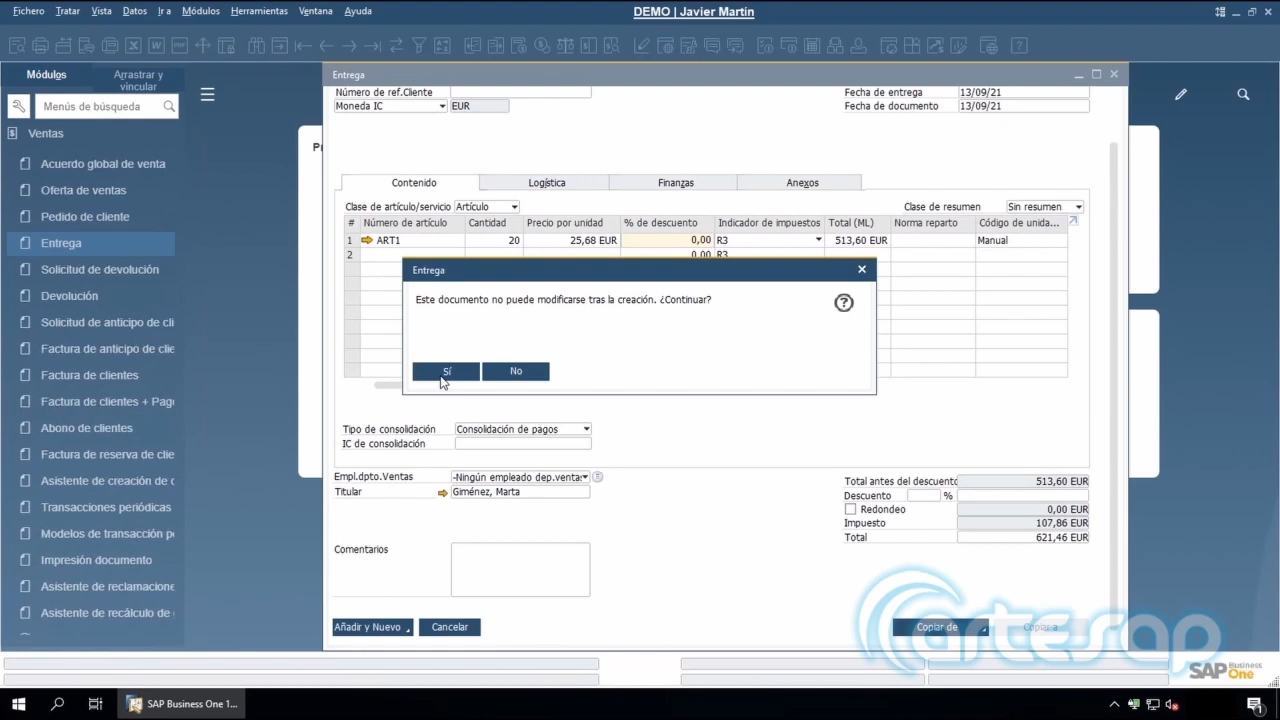 Fichero Tratar Vista Datos Ir a Módulos Herramientas Ventana Ayuda
DEMO | Javier Martin
Módulos
Arrastrar y vincular
Menús de búsqueda
Ventas
Acuerdo global de venta
Oferta de ventas
Pedido de cliente
Entrega
Solicitud de devolución
Devolución
Solicitud de anticipo de cli
Factura de anticipo de clie
Factura de clientes
Factura de clientes + Pago
Abono de clientes
Factura de reserva de clie
Asistente de creación de d
Transacciones periódicas
Modelos de transacción pe
Impresión documento
Asistente de reclamacione
Asistente de recálculo de
Entrega
Número de ref.Cliente
Moneda IC EUR
Fecha de entrega 13/09/21
Fecha de documento 13/09/21
Contenido Logística Finanzas Anexos
Clase de artículo/servicio Artículo
Clase de resumen Sin resumen
# Número de artículo Cantidad Precio por unidad % de descuento Indicador de impuestos Total (ML) Norma reparto Código de unida...
1 ART1 20 25,68 EUR 0,00 R3 513,60 EUR Manual
2 0,00 R3
Entrega
Este documento no puede modificarse tras la creación. ¿Continuar?
Sí No
Tipo de consolidación Consolidación de pagos
IC de consolidación
Empl.dpto.Ventas -Ningún empleado dep.ventas
Titular Giménez, Marta
Total antes del descuento 513,60 EUR
Descuento %
Redondeo 0,00 EUR
Impuesto 107,86 EUR
Total 621,46 EUR
Comentarios
Añadir y Nuevo Cancelar
Copiar de Copiar a
artesap
SAP Business One
SAP Business One 1...